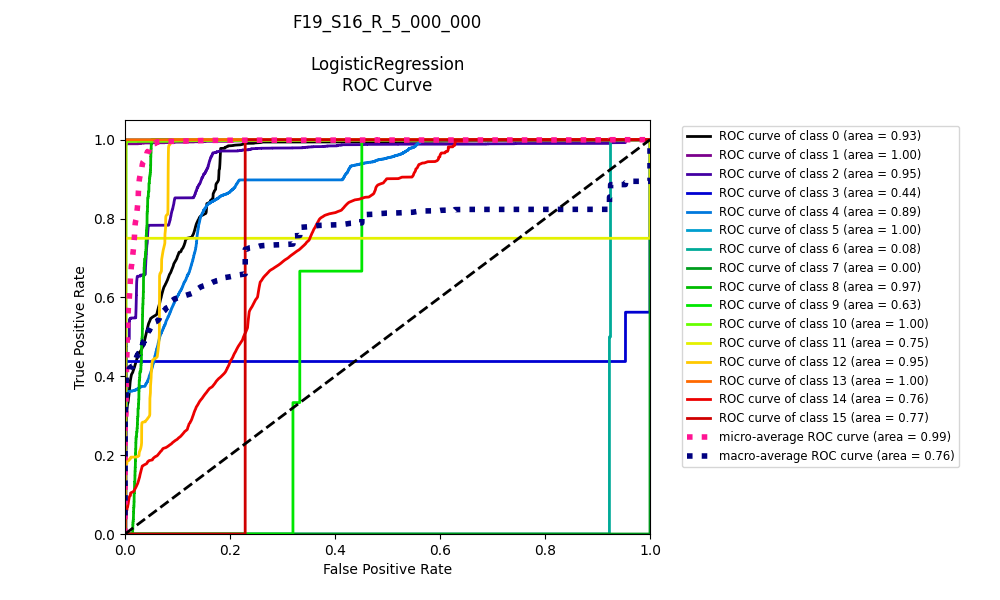 F19_S16_R_5_000_000
LogisticRegression
ROC Curve
True Positive Rate
1.0
0.8
0.6
0.4
0.2
0.0
0.0 0.2 0.4 0.6 0.8 1.0
False Positive Rate
ROC curve of class 0 (area = 0.93)
ROC curve of class 1 (area = 1.00)
ROC curve of class 2 (area = 0.95)
ROC curve of class 3 (area = 0.44)
ROC curve of class 4 (area = 0.89)
ROC curve of class 5 (area = 1.00)
ROC curve of class 6 (area = 0.08)
ROC curve of class 7 (area = 0.00)
ROC curve of class 8 (area = 0.97)
ROC curve of class 9 (area = 0.63)
ROC curve of class 10 (area = 1.00)
ROC curve of class 11 (area = 0.75)
ROC curve of class 12 (area = 0.95)
ROC curve of class 13 (area = 1.00)
ROC curve of class 14 (area = 0.76)
ROC curve of class 15 (area = 0.77)
micro-average ROC curve (area = 0.99)
macro-average ROC curve (area = 0.76)